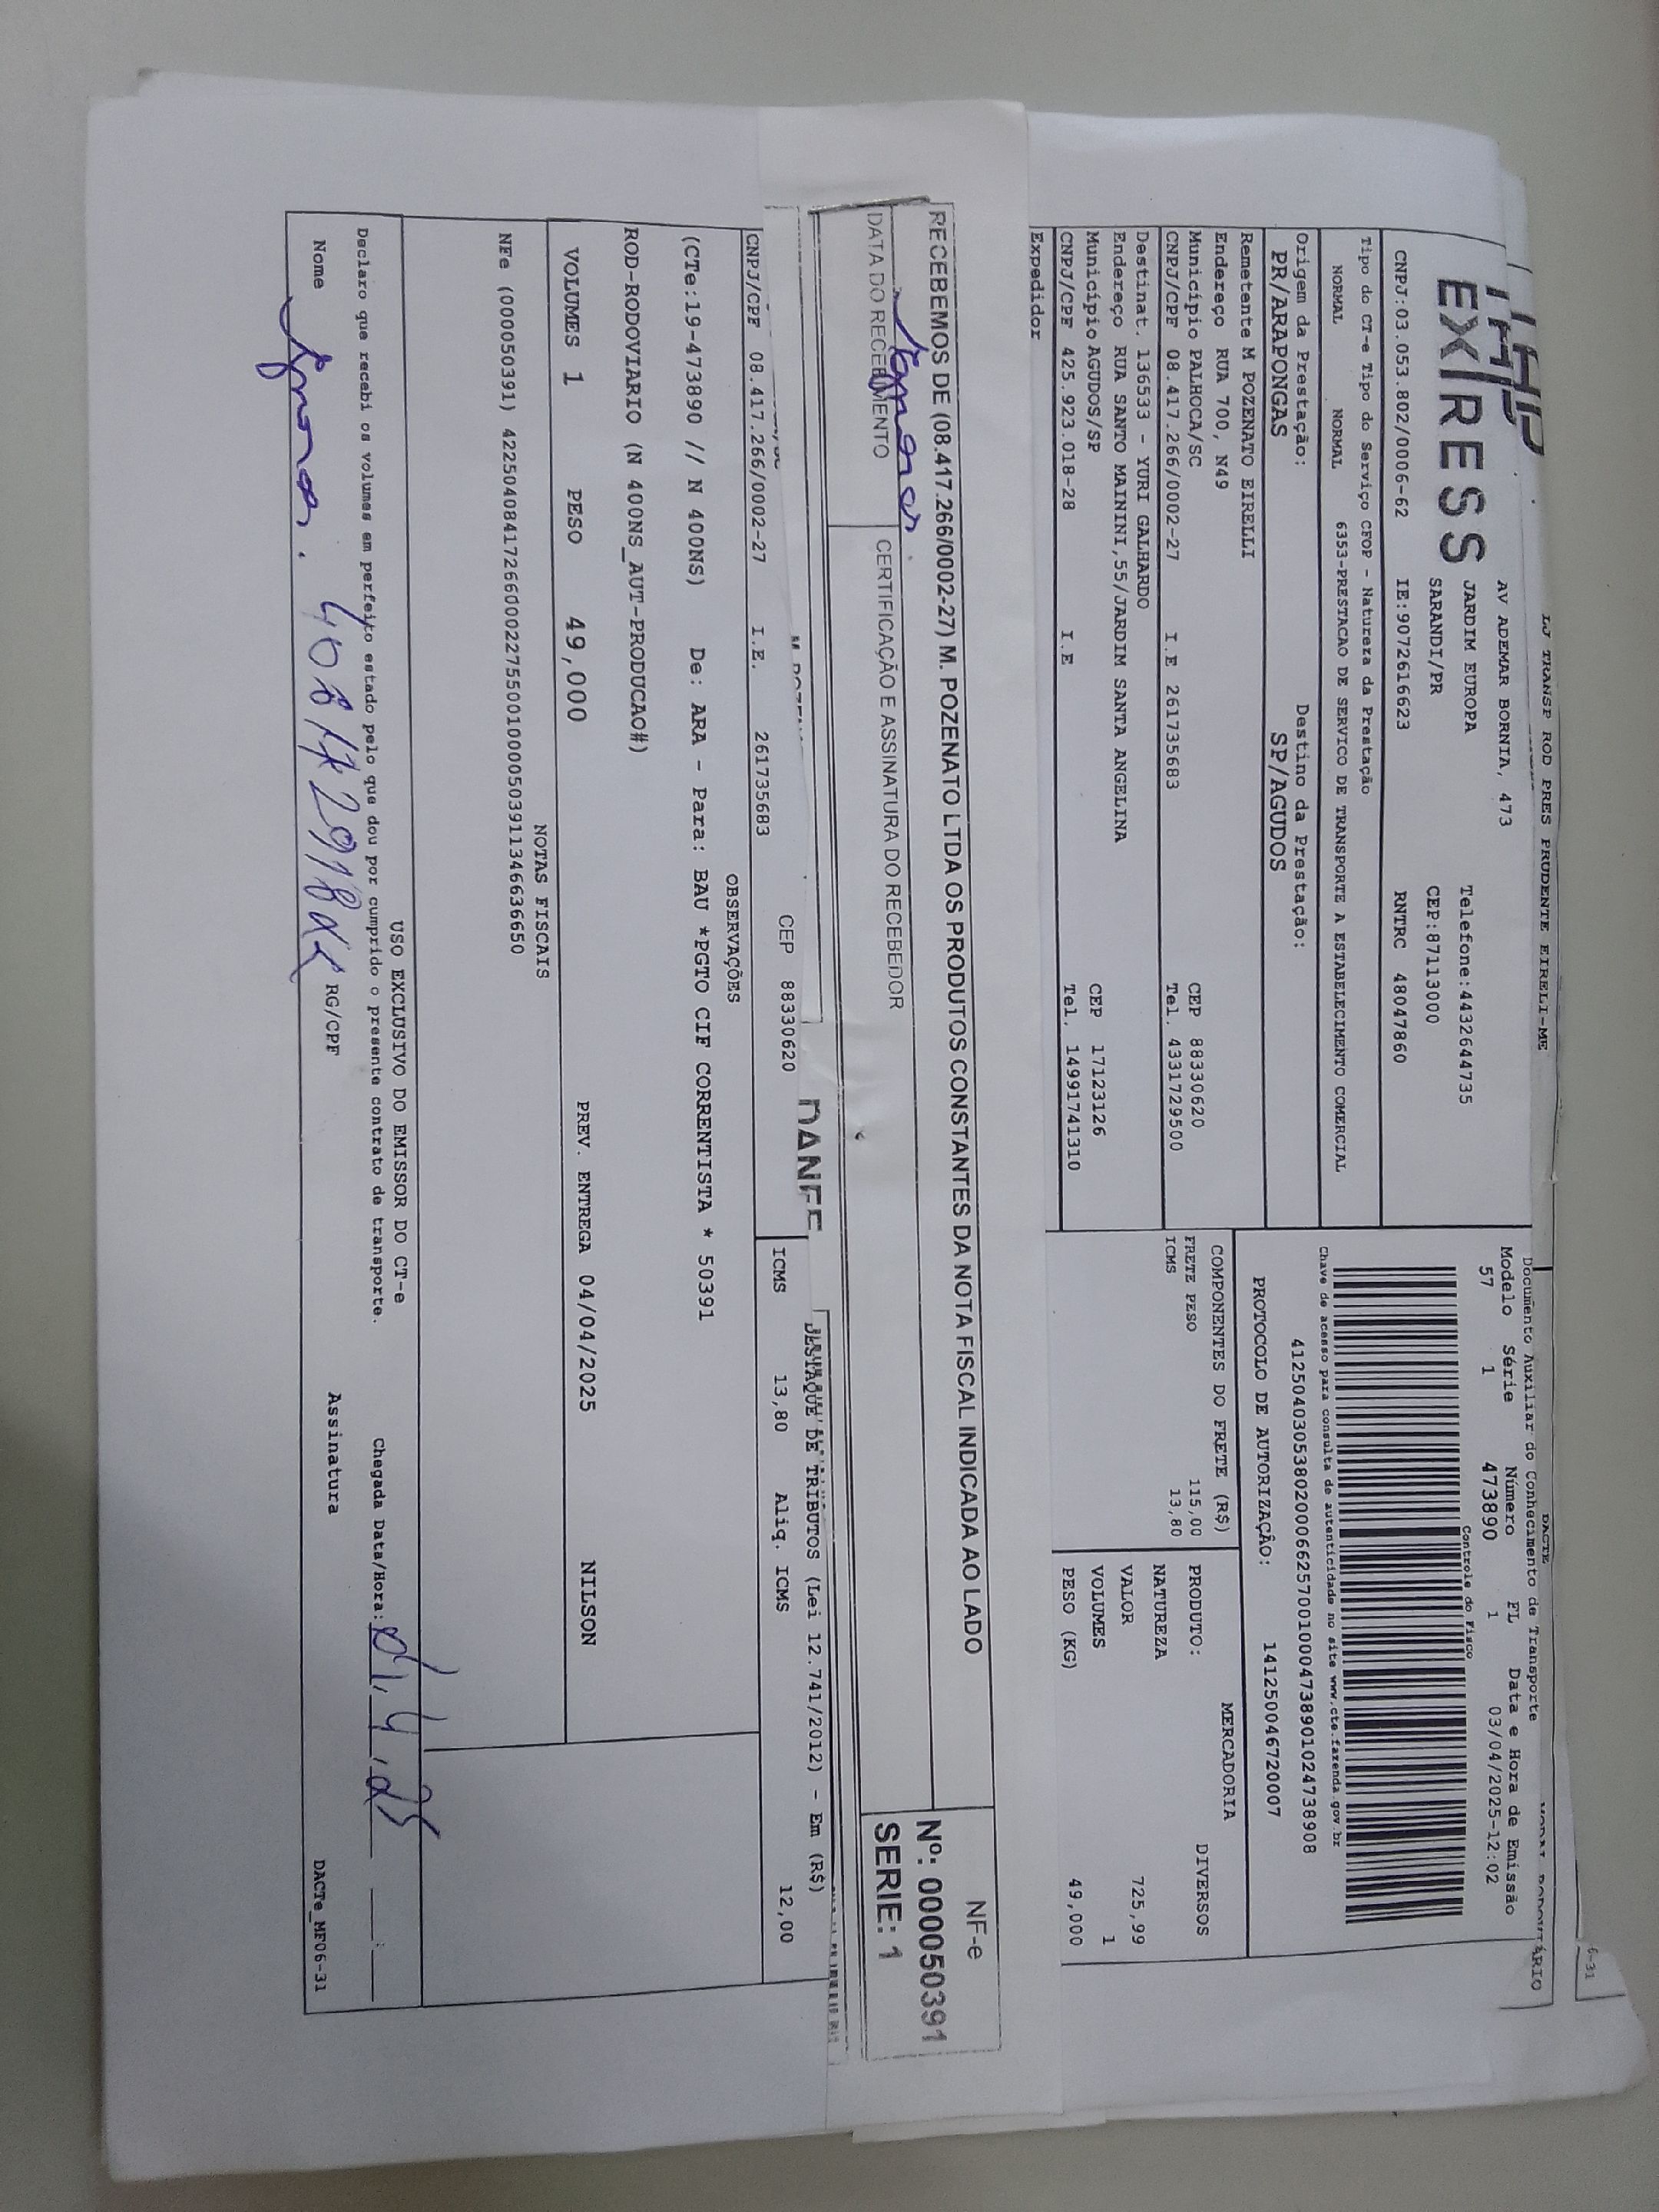 LJ TRANSP ROD PRES PRUDENTE EIRELI-ME
EXPRESS
AV ADEMAR BORNIA, 473
JARDIM EUROPA Telefone:4432644735
SARANDI/PR CEP:87113000
CNPJ:03.053.802/0006-62 IE:9072616623 RNTRC 48047860
Tipo do CT-e Tipo do Serviço CFOP - Natureza da Prestação
NORMAL NORMAL 6353-PRESTACAO DE SERVICO DE TRANSPORTE A ESTABELECIMENTO COMERCIAL
Origem da Prestação: Destino da Prestação:
PR/ARAPONGAS SP/AGUDOS
Remetente M POZENATO EIRELLI
Endereço RUA 700, N49
Município PALHOCA/SC CEP 88330620
CNPJ/CPF 08.417.266/0002-27 I.E 261735683 Tel. 4331729500
Destinat. 136533 - YURI GALHARDO
Endereço RUA SANTO MAININI,55/JARDIM SANTA ANGELINA
Município AGUDOS/SP CEP 17123126
CNPJ/CPF 425.923.018-28 I.E Tel. 14991741310
Expedidor
DACTE MODAL RODOVIÁRIO
Documento Auxiliar do Conhecimento de Transporte
Modelo Série Número FL Data e Hora de Emissão
57 1 473890 1 03/04/2025-12:02
Controle do Fisco
Chave de acesso para consulta de autenticidade no site www.cte.fazenda.gov.br
41250403053802000662570010004738901024738908
PROTOCOLO DE AUTORIZAÇÃO: 141250046720007
COMPONENTES DO FRETE (R$)
FRETE PESO 115,00
ICMS 13,80
MERCADORIA
PRODUTO: DIVERSOS
NATUREZA
VALOR 725,99
VOLUMES 1
PESO (KG) 49,000
6-31
RECEBEMOS DE (08.417.266/0002-27) M. POZENATO LTDA OS PRODUTOS CONSTANTES DA NOTA FISCAL INDICADA AO LADO
DATA DO RECEBIMENTO CERTIFICAÇÃO E ASSINATURA DO RECEBEDOR
NF-e
Nº: 000050391
SERIE: 1
DANFE
DESTAQUE DE TRIBUTOS (Lei 12.741/2012) - Em (R$)
CEP 88330620
CNPJ/CPF 08.417.266/0002-27 I.E. 261735683
ICMS 13,80 Aliq. ICMS 12,00
OBSERVAÇÕES
(CTe:19-473890 // N 400NS) De: ARA - Para: BAU *PGTO CIF CORRENTISTA * 50391
ROD-RODOVIARIO (N 400NS_AUT-PRODUCAO#)
VOLUMES 1 PESO 49,000 PREV. ENTREGA 04/04/2025 NILSON
NOTAS FISCAIS
NFe (000050391) 42250408417266000227550010000503911346636650
USO EXCLUSIVO DO EMISSOR DO CT-e
Declaro que recebi os volumes em perfeito estado pelo que dou por cumprido o presente contrato de transporte. Chegada Data/Hora:
Nome RG/CPF Assinatura DACTe_MF06-31